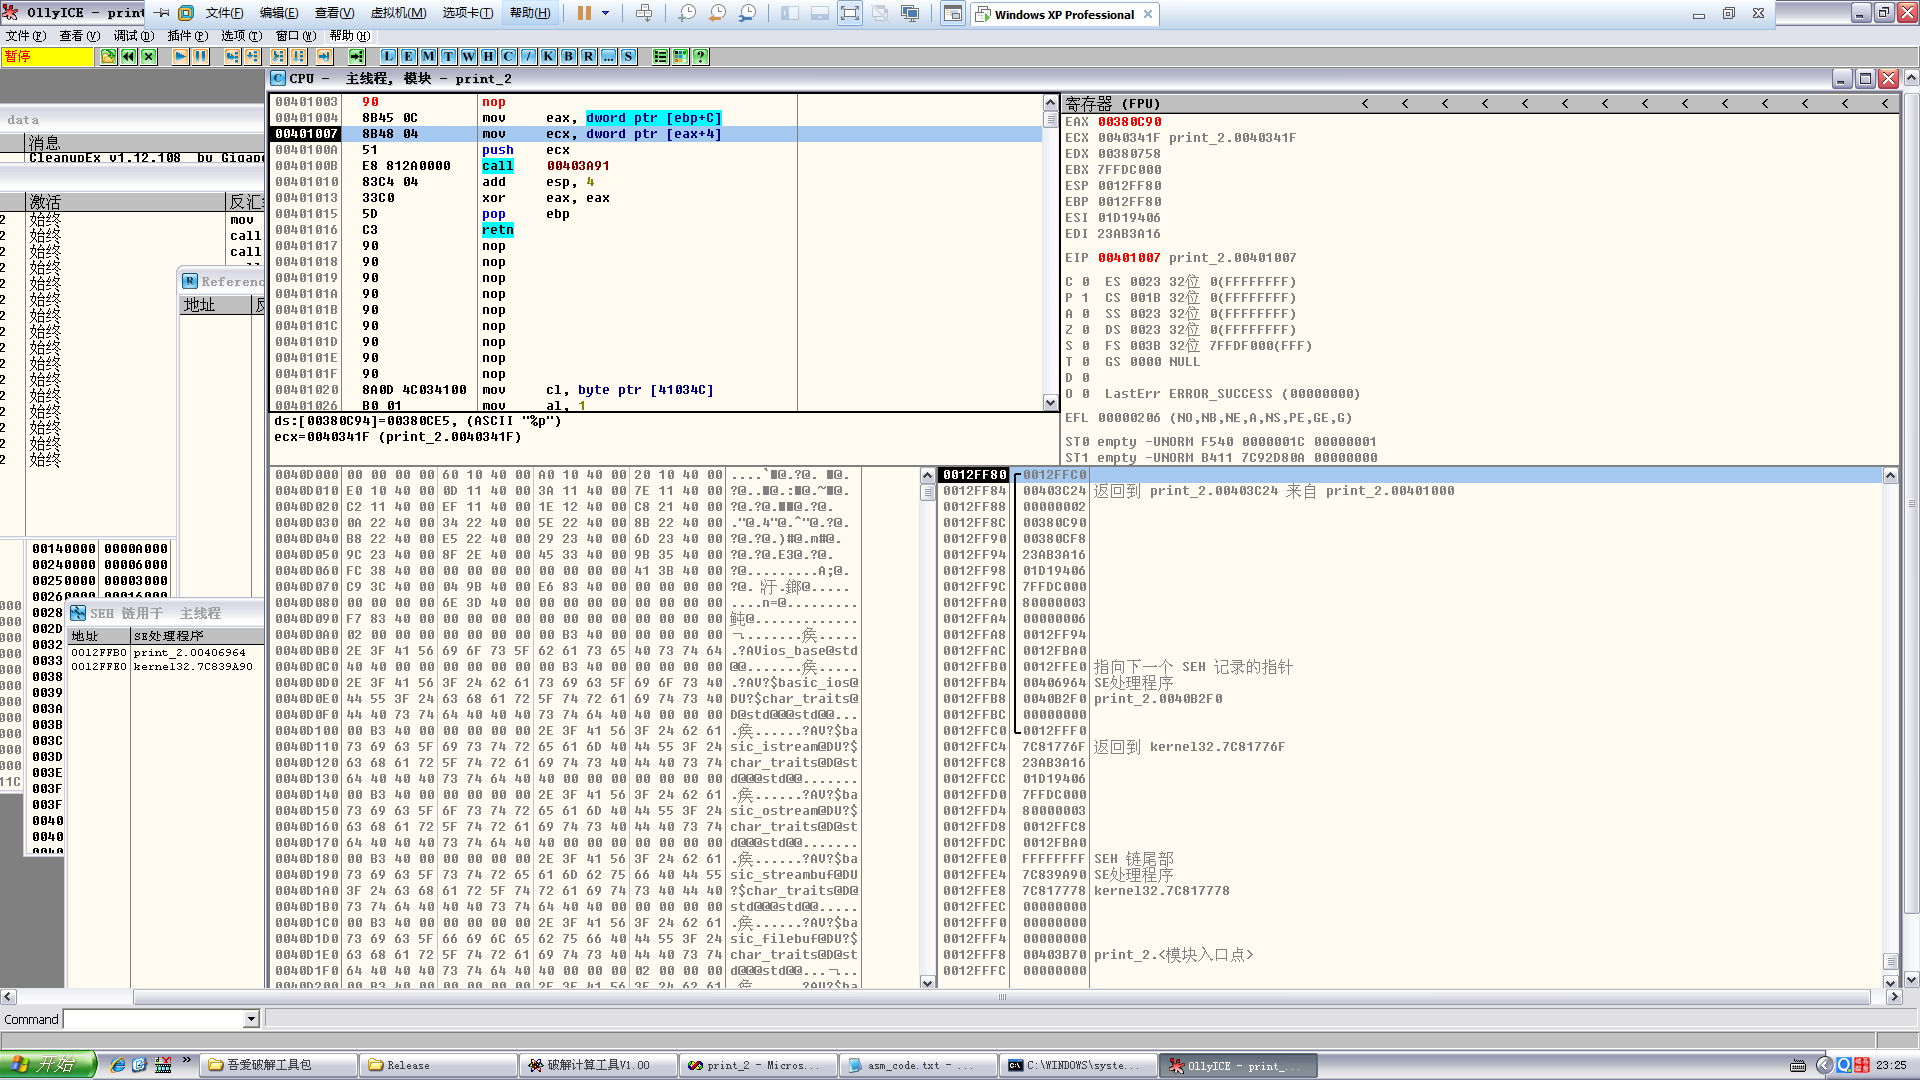 OllyICE - print
文件(F) 编辑(E) 查看(V) 虚拟机(M) 选项卡(T) 帮助(H)
Windows XP Professional
文件(F) 查看(V) 调试(D) 插件(P) 选项(T) 窗口(W) 帮助(H)
暂停
L E M T W H C / K B R ... S
CPU - 主线程, 模块 - print_2
00401003 90 nop
00401004 8B45 0C mov eax, dword ptr [ebp+C]
00401007 8B48 04 mov ecx, dword ptr [eax+4]
0040100A 51 push ecx
0040100B E8 812A0000 call 00403A91
00401010 83C4 04 add esp, 4
00401013 33C0 xor eax, eax
00401015 5D pop ebp
00401016 C3 retn
00401017 90 nop
00401018 90 nop
00401019 90 nop
0040101A 90 nop
0040101B 90 nop
0040101C 90 nop
0040101D 90 nop
0040101E 90 nop
0040101F 90 nop
00401020 8A0D 4C034100 mov cl, byte ptr [41034C]
00401026 B0 01 mov al, 1
ds:[00380C94]=00380CE5, (ASCII "%p")
ecx=0040341F (print_2.0040341F)
寄存器 (FPU)
EAX 00380C90
ECX 0040341F print_2.0040341F
EDX 00380758
EBX 7FFDC000
ESP 0012FF80
EBP 0012FF80
ESI 01D19406
EDI 23AB3A16
EIP 00401007 print_2.00401007
C 0 ES 0023 32位 0(FFFFFFFF)
P 1 CS 001B 32位 0(FFFFFFFF)
A 0 SS 0023 32位 0(FFFFFFFF)
Z 0 DS 0023 32位 0(FFFFFFFF)
S 0 FS 003B 32位 7FFDF000(FFF)
T 0 GS 0000 NULL
D 0
O 0 LastErr ERROR_SUCCESS (00000000)
EFL 00000206 (NO,NB,NE,A,NS,PE,GE,G)
ST0 empty -UNORM F540 0000001C 00000001
ST1 empty -UNORM B411 7C92D80A 00000000
data
消息
CleanupEx v1.12.108 by Gigap
激活 反汇
始终 mov
始终 call
始终 call
始终
始终
始终
始终
始终
始终
始终
始终
始终
始终
始终
始终
始终
Referenc
地址
00140000 0000A000
00240000 00006000
00250000 00003000
SEH 链用于 主线程
地址 SE处理程序
0012FFB0 print_2.00406964
0012FFE0 kernel32.7C839A90
0040D000 00 00 00 00 60 10 40 00 A0 10 40 00 20 10 40 00
0040D010 E0 10 40 00 0D 11 40 00 3A 11 40 00 7E 11 40 00
0040D020 C2 11 40 00 EF 11 40 00 1E 12 40 00 C8 21 40 00
0040D030 0A 22 40 00 34 22 40 00 5E 22 40 00 8B 22 40 00
0040D040 B8 22 40 00 E5 22 40 00 29 23 40 00 6D 23 40 00
0040D050 9C 23 40 00 8F 2E 40 00 45 33 40 00 9B 35 40 00
0040D060 FC 38 40 00 00 00 00 00 00 00 00 00 41 3B 40 00
0040D070 C9 3C 40 00 04 9B 40 00 E6 83 40 00 00 00 00 00
0040D080 00 00 00 00 6E 3D 40 00 00 00 00 00 00 00 00 00
0040D090 F7 83 40 00 00 00 00 00 00 00 00 00 00 00 00 00
0040D0A0 02 00 00 00 00 00 00 00 00 B3 40 00 00 00 00 00
0040D0B0 2E 3F 41 56 69 6F 73 5F 62 61 73 65 40 73 74 64 .?AVios_base@std
0040D0C0 40 40 00 00 00 00 00 00 00 B3 40 00 00 00 00 00
0040D0D0 2E 3F 41 56 3F 24 62 61 73 69 63 5F 69 6F 73 40 .?AV?$basic_ios@
0040D0E0 44 55 3F 24 63 68 61 72 5F 74 72 61 69 74 73 40 DU?$char_traits@
0040D0F0 44 40 73 74 64 40 40 40 73 74 64 40 40 00 00 00 D@std@@@std@@...
0040D100 00 B3 40 00 00 00 00 00 2E 3F 41 56 3F 24 62 61
0040D110 73 69 63 5F 69 73 74 72 65 61 6D 40 44 55 3F 24 sic_istream@DU?$
0040D120 63 68 61 72 5F 74 72 61 69 74 73 40 44 40 73 74 char_traits@D@st
0040D130 64 40 40 40 73 74 64 40 40 00 00 00 00 00 00 00 d@@@std@@.......
0040D140 00 B3 40 00 00 00 00 00 2E 3F 41 56 3F 24 62 61
0040D150 73 69 63 5F 6F 73 74 72 65 61 6D 40 44 55 3F 24 sic_ostream@DU?$
0040D160 63 68 61 72 5F 74 72 61 69 74 73 40 44 40 73 74 char_traits@D@st
0040D170 64 40 40 40 73 74 64 40 40 00 00 00 00 00 00 00 d@@@std@@.......
0040D180 00 B3 40 00 00 00 00 00 2E 3F 41 56 3F 24 62 61
0040D190 73 69 63 5F 73 74 72 65 61 6D 62 75 66 40 44 55 sic_streambuf@DU
0040D1A0 3F 24 63 68 61 72 5F 74 72 61 69 74 73 40 44 40 ?$char_traits@D@
0040D1B0 73 74 64 40 40 40 73 74 64 40 40 00 00 00 00 00 std@@@std@@.....
0040D1C0 00 B3 40 00 00 00 00 00 2E 3F 41 56 3F 24 62 61
0040D1D0 73 69 63 5F 66 69 6C 65 62 75 66 40 44 55 3F 24 sic_filebuf@DU?$
0040D1E0 63 68 61 72 5F 74 72 61 69 74 73 40 44 40 73 74 char_traits@D@st
0040D1F0 64 40 40 40 73 74 64 40 40 00 00 00 02 00 00 00
0040D200 00 B3 40 00 00 00 00 00 2E 3F 41 56 3F 24 62 61
0012FF80 0012FFC0
0012FF84 00403C24 返回到 print_2.00403C24 来自 print_2.00401000
0012FF88 00000002
0012FF8C 00380C90
0012FF90 00380CF8
0012FF94 23AB3A16
0012FF98 01D19406
0012FF9C 7FFDC000
0012FFA0 80000003
0012FFA4 00000006
0012FFA8 0012FF94
0012FFAC 0012FBA0
0012FFB0 0012FFE0 指向下一个 SEH 记录的指针
0012FFB4 00406964 SE处理程序
0012FFB8 0040B2F0 print_2.0040B2F0
0012FFBC 00000000
0012FFC0 0012FFF0
0012FFC4 7C81776F 返回到 kernel32.7C81776F
0012FFC8 23AB3A16
0012FFCC 01D19406
0012FFD0 7FFDC000
0012FFD4 80000003
0012FFD8 0012FFC8
0012FFDC 0012FBA0
0012FFE0 FFFFFFFF SEH 链尾部
0012FFE4 7C839A90 SE处理程序
0012FFE8 7C817778 kernel32.7C817778
0012FFEC 00000000
0012FFF0 00000000
0012FFF4 00000000
0012FFF8 00403B70 print_2.<模块入口点>
0012FFFC 00000000
Command
开始 吾爱破解工具包 Release 破解计算工具V1.00 print_2 - Micros... asm_code.txt - ... C:\WINDOWS\syste... OllyICE - print_... 23:25